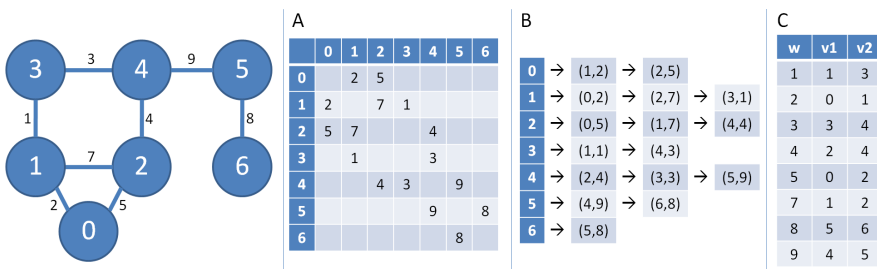 3 3 4 9 5
1 4 8
1 7 2 6
2 5
0
A
0 1 2 3 4 5 6
0 2 5
1 2 7 1
2 5 7 4
3 1 3
4 4 3 9
5 9 8
6 8
B
0 → (1,2) → (2,5)
1 → (0,2) → (2,7) → (3,1)
2 → (0,5) → (1,7) → (4,4)
3 → (1,1) → (4,3)
4 → (2,4) → (3,3) → (5,9)
5 → (4,9) → (6,8)
6 → (5,8)
C
w v1 v2
1 1 3
2 0 1
3 3 4
4 2 4
5 0 2
7 1 2
8 5 6
9 4 5